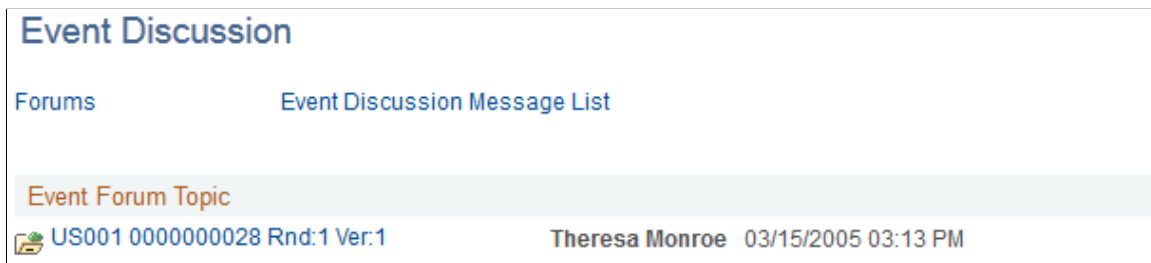 Event Discussion
Forums Event Discussion Message List
Event Forum Topic
US001 0000000028 Rnd:1 Ver:1 Theresa Monroe 03/15/2005 03:13 PM